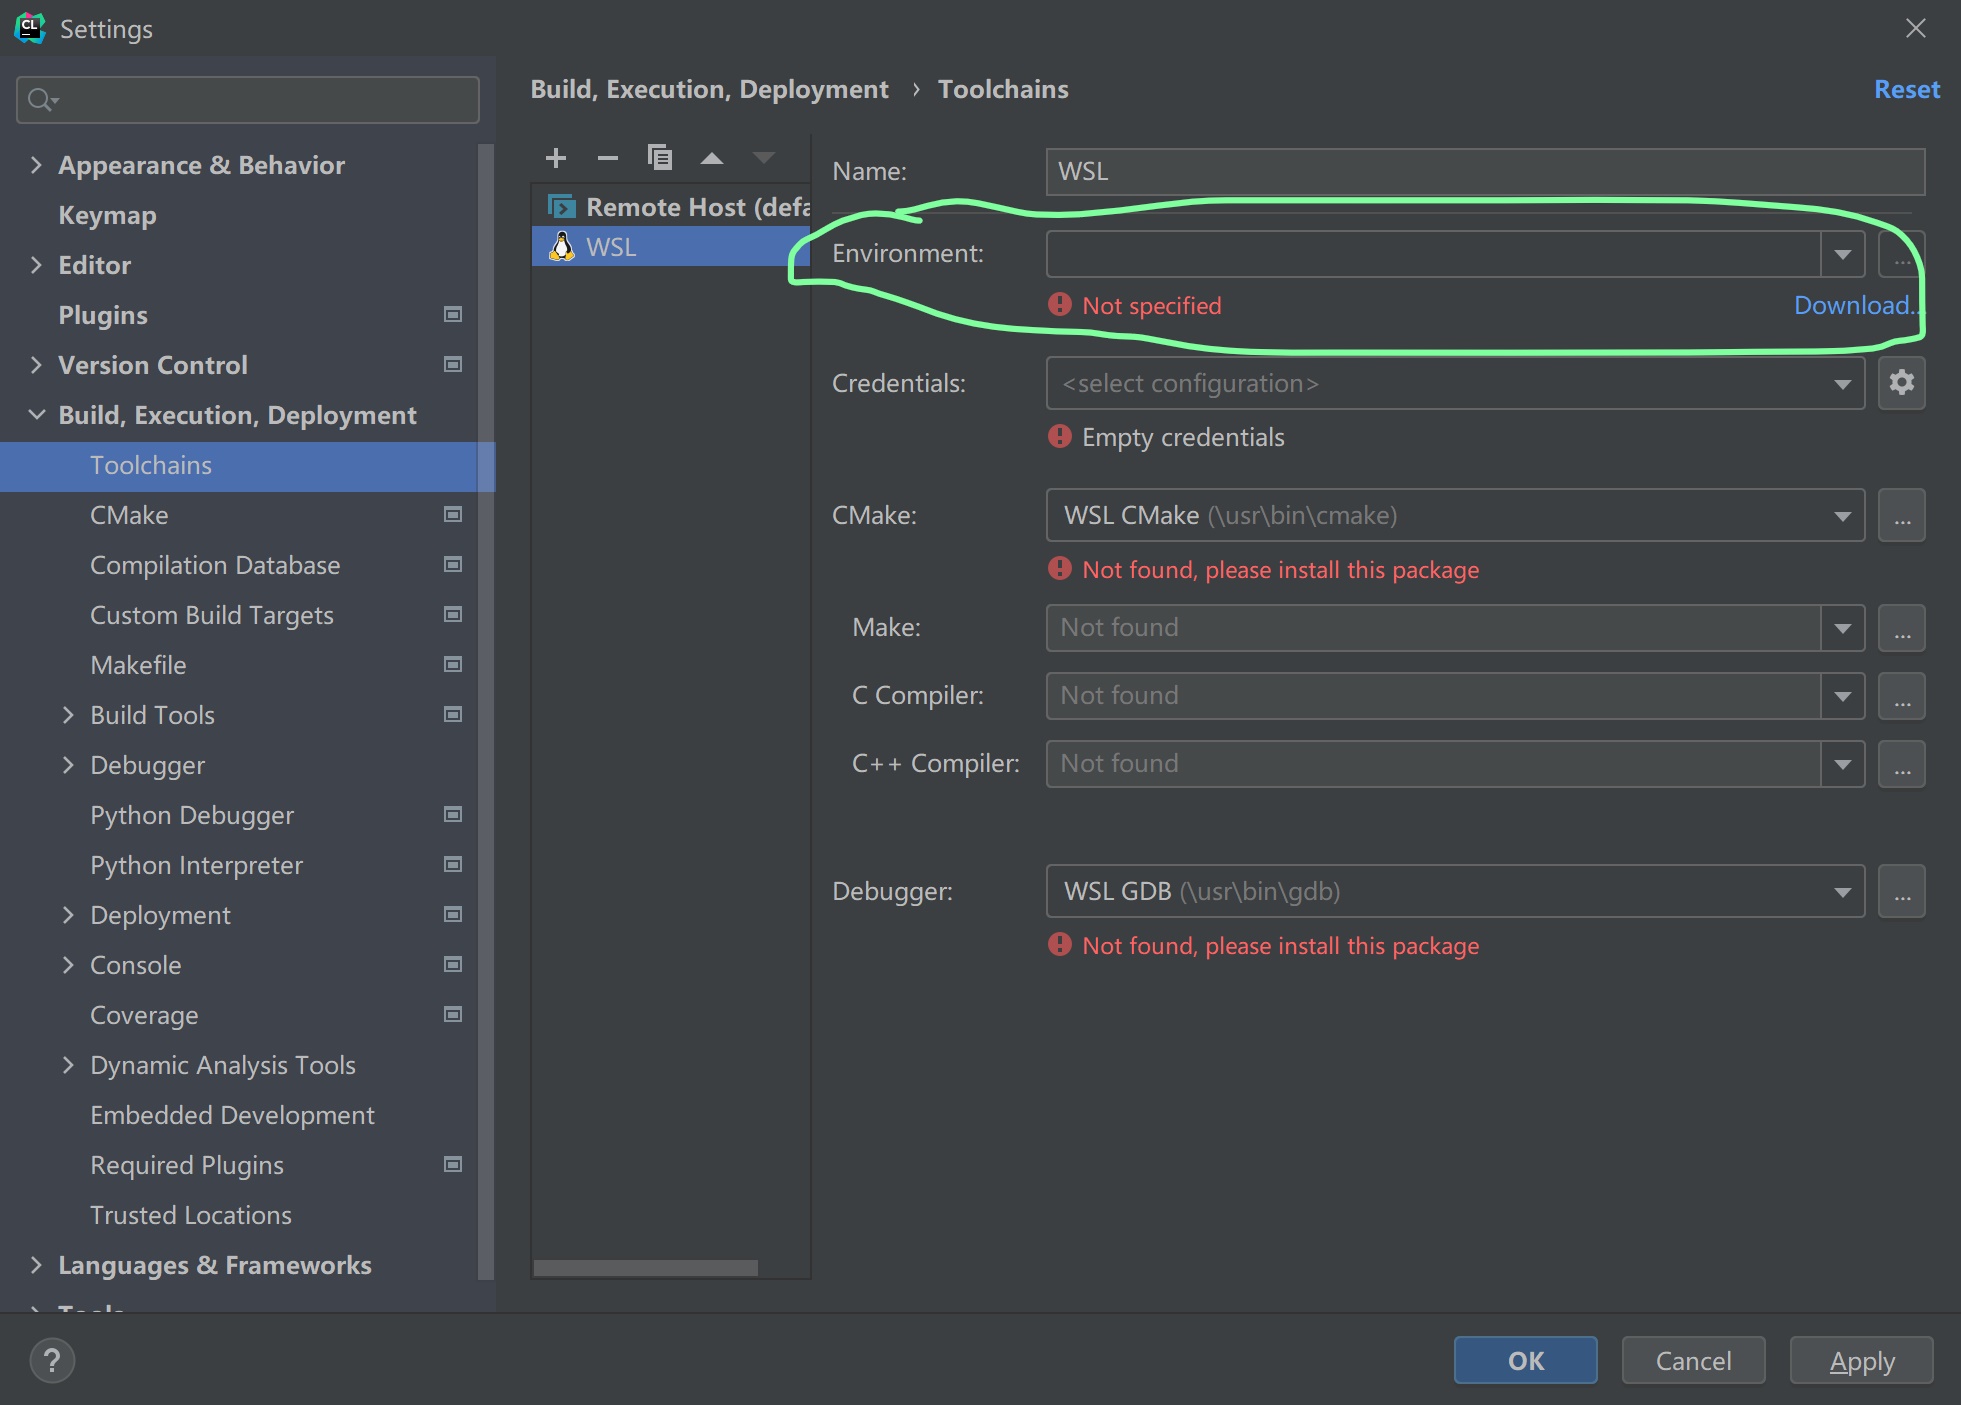 CL
Settings
Build, Execution, Deployment › Toolchains
Reset
Appearance & Behavior
Keymap
Editor
Plugins
Version Control
Build, Execution, Deployment
Toolchains
CMake
Compilation Database
Custom Build Targets
Makefile
Build Tools
Debugger
Python Debugger
Python Interpreter
Deployment
Console
Coverage
Dynamic Analysis Tools
Embedded Development
Required Plugins
Trusted Locations
Languages & Frameworks
Tools
Remote Host (defa
WSL
Name: WSL
Environment: ...
Not specified Download...
Credentials: <select configuration>
Empty credentials
CMake: WSL CMake (\usr\bin\cmake) ...
Not found, please install this package
Make: Not found ...
C Compiler: Not found ...
C++ Compiler: Not found ...
Debugger: WSL GDB (\usr\bin\gdb) ...
Not found, please install this package
? OK Cancel Apply